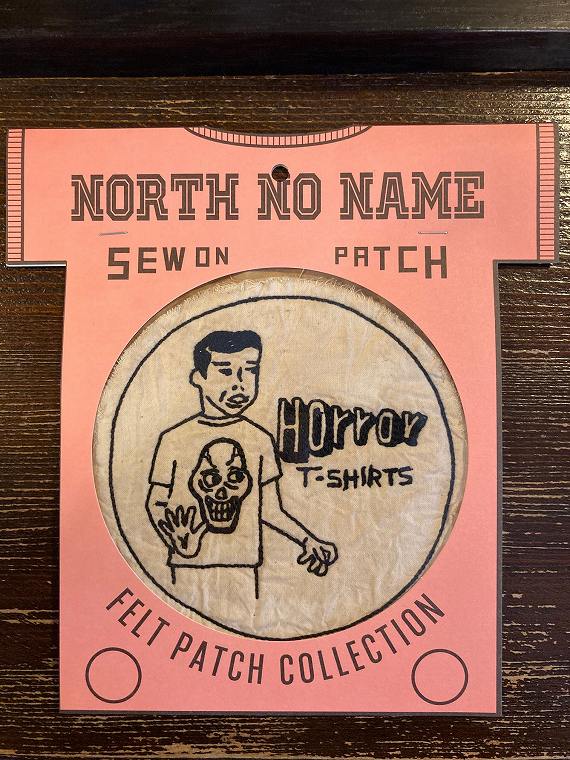 NORTH NO NAME
SEW ON PATCH
Horror
T-SHIRTS
FELT PATCH COLLECTION